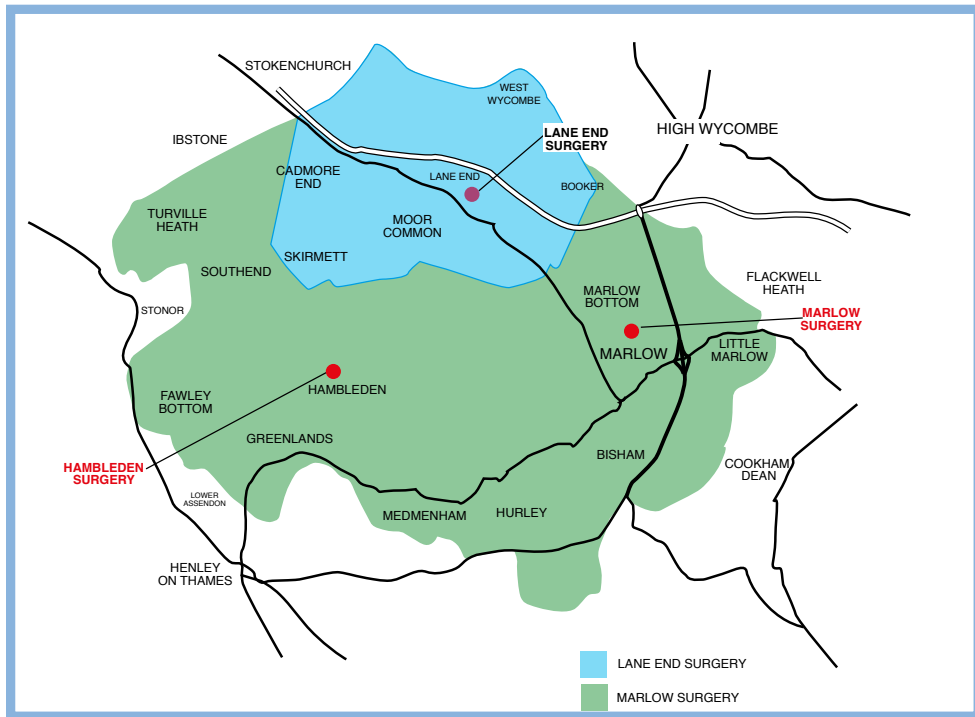 STOKENCHURCH
WEST
WYCOMBE
HIGH WYCOMBE
LANE END
SURGERY
IBSTONE
CADMORE
END
LANE END
BOOKER
TURVILLE
HEATH
MOOR
COMMON
SKIRMETT
SOUTHEND
FLACKWELL
HEATH
MARLOW
BOTTOM
STONOR
MARLOW
SURGERY
MARLOW
LITTLE
MARLOW
HAMBLEDEN
FAWLEY
BOTTOM
GREENLANDS
BISHAM
HAMBLEDEN
SURGERY
COOKHAM
DEAN
LOWER
ASSENDON
MEDMENHAM
HURLEY
HENLEY
ON THAMES
LANE END SURGERY
MARLOW SURGERY